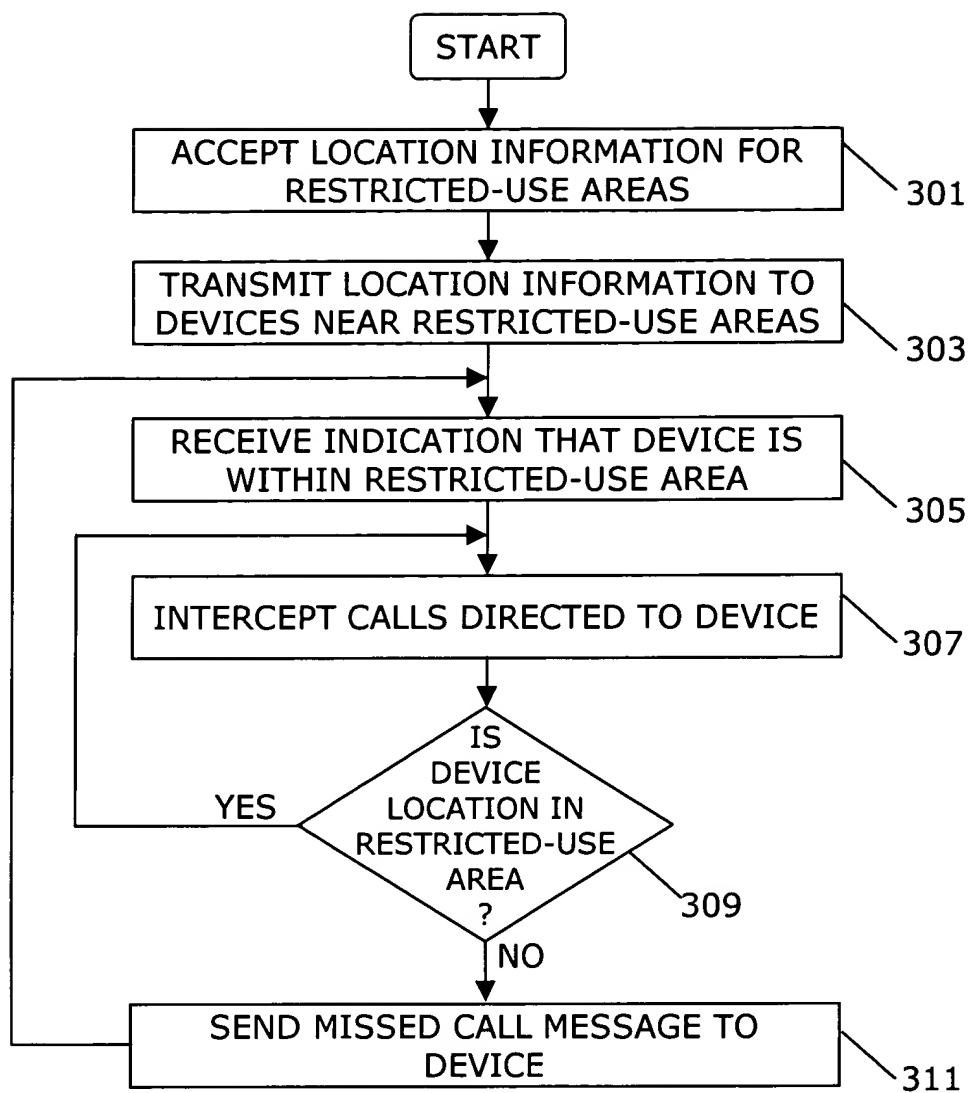 START
ACCEPT LOCATION INFORMATION FOR
RESTRICTED-USE AREAS
301
TRANSMIT LOCATION INFORMATION TO
DEVICES NEAR RESTRICTED-USE AREAS
303
RECEIVE INDICATION THAT DEVICE IS
WITHIN RESTRICTED-USE AREA
305
INTERCEPT CALLS DIRECTED TO DEVICE
307
IS
DEVICE
LOCATION IN
RESTRICTED-USE
AREA
?
YES
309
NO
SEND MISSED CALL MESSAGE TO
DEVICE
311